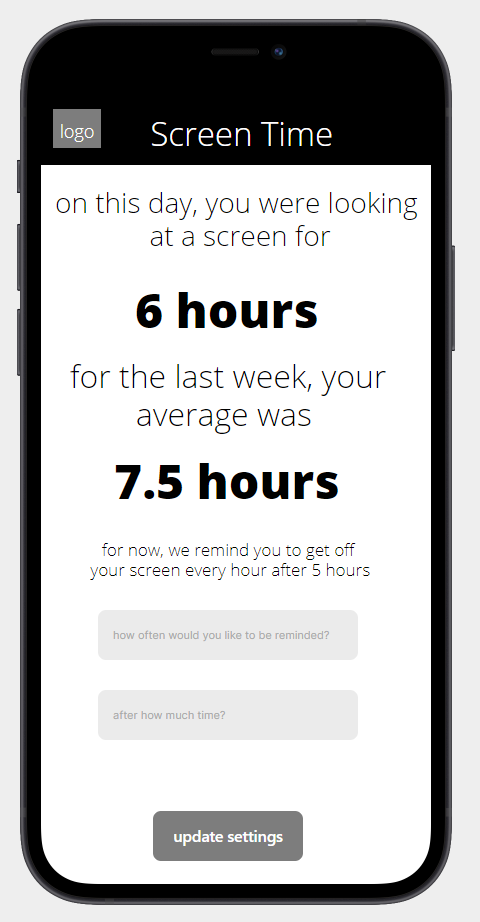 logo
Screen Time
on this day, you were looking
at a screen for
6 hours
for the last week, your
average was
7.5 hours
for now, we remind you to get off
your screen every hour after 5 hours
how often would you like to be reminded?
after how much time?
update settings